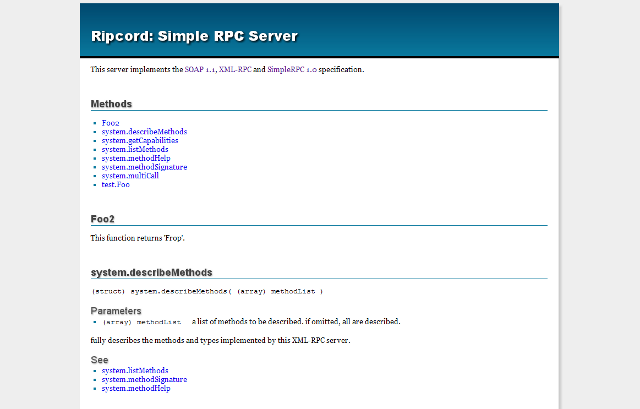 Ripcord: Simple RPC Server
This server implements the SOAP 1.1, XML-RPC and SimpleRPC 1.0 specification.
Methods
Foo2
system.describeMethods
system.getCapabilities
system.listMethods
system.methodHelp
system.methodSignature
system.multiCall
test.Foo
Foo2
This function returns 'Frop'.
system.describeMethods
(struct) system.describeMethods( (array) methodList )
Parameters
(array) methodList a list of methods to be described. if omitted, all are described.
fully describes the methods and types implemented by this XML-RPC server.
See
system.listMethods
system.methodSignature
system.methodHelp